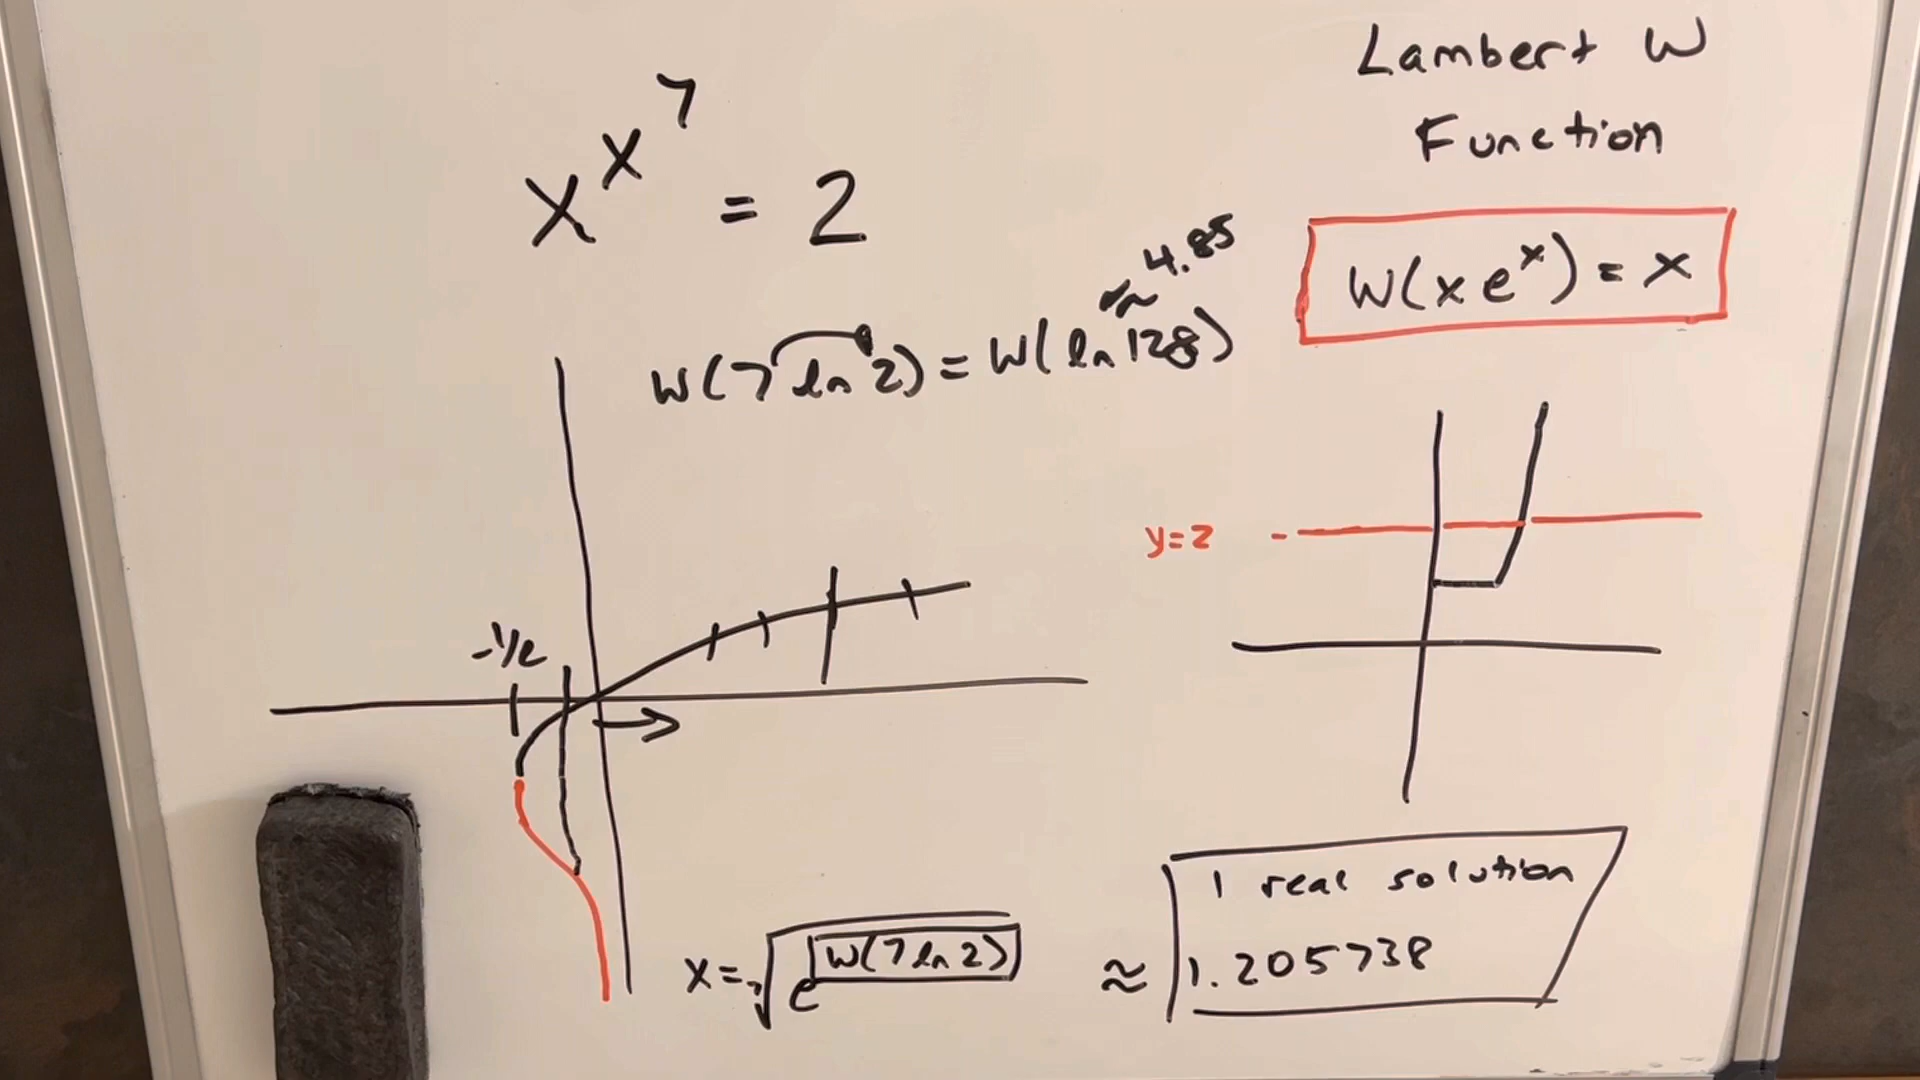 Lambert W
Function
x^x^7 = 2
W(x e^x) = x
≈ 4.85
W(7 ln 2) = W(ln 128)
y=2
-1/e
1 real solution
x = ⁷√e^W(7 ln 2) ≈ 1.205738